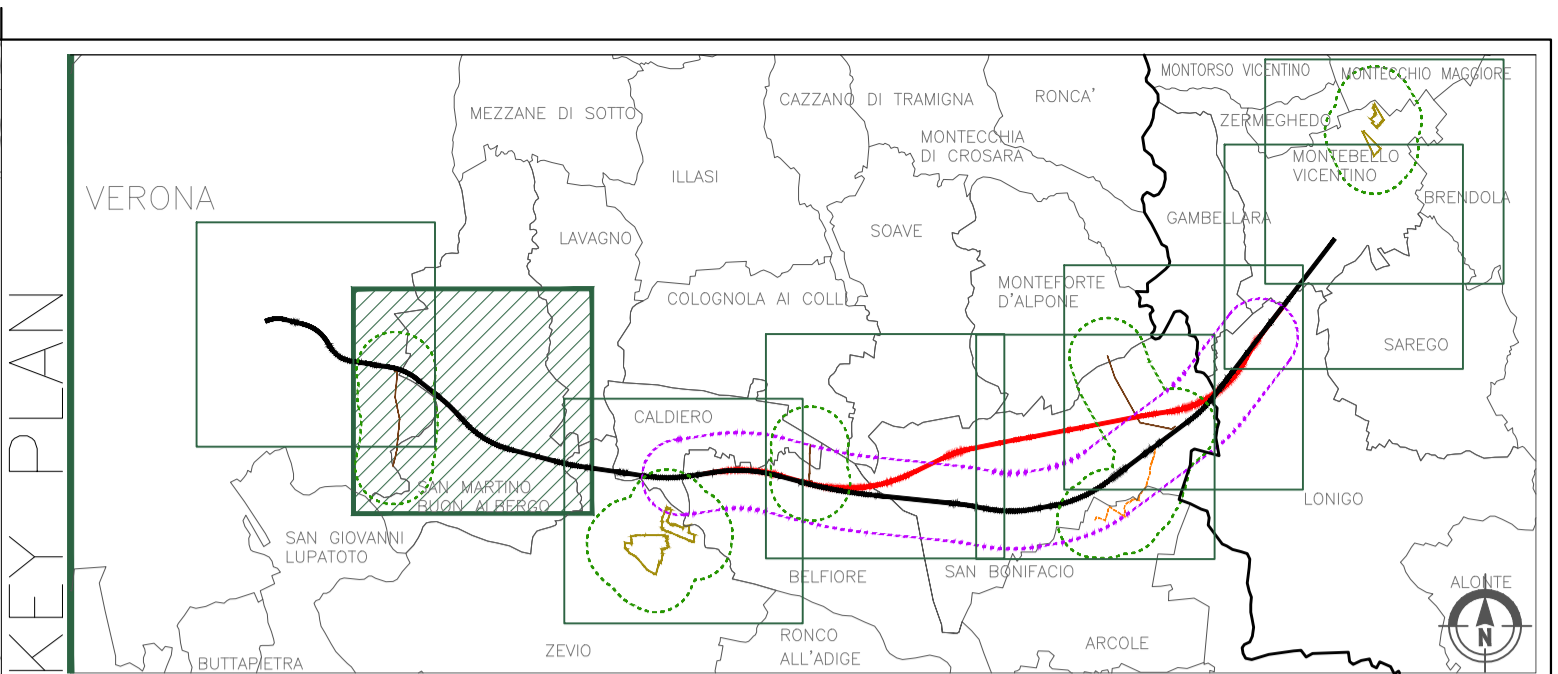 KEY PLAN
MONTORSO VICENTINO
MONTECCHIO MAGGIORE
MEZZANE DI SOTTO
CAZZANO DI TRAMIGNA
RONCA'
ZERMEGHEDO
MONTECCHIA
DI CROSARA
MONTEBELLO
VICENTINO
ILLASI
VERONA
BRENDOLA
GAMBELLARA
LAVAGNO
SOAVE
MONTEFORTE
D'ALPONE
COLOGNOLA AI COLLI
SAREGO
CALDIERO
SAN MARTINO
BUON ALBERGO
LONIGO
SAN GIOVANNI
LUPATOTO
BELFIORE
SAN BONIFACIO
ALONTE
N
RONCO
ALL'ADIGE
ARCOLE
ZEVIO
BUTTAPIETRA